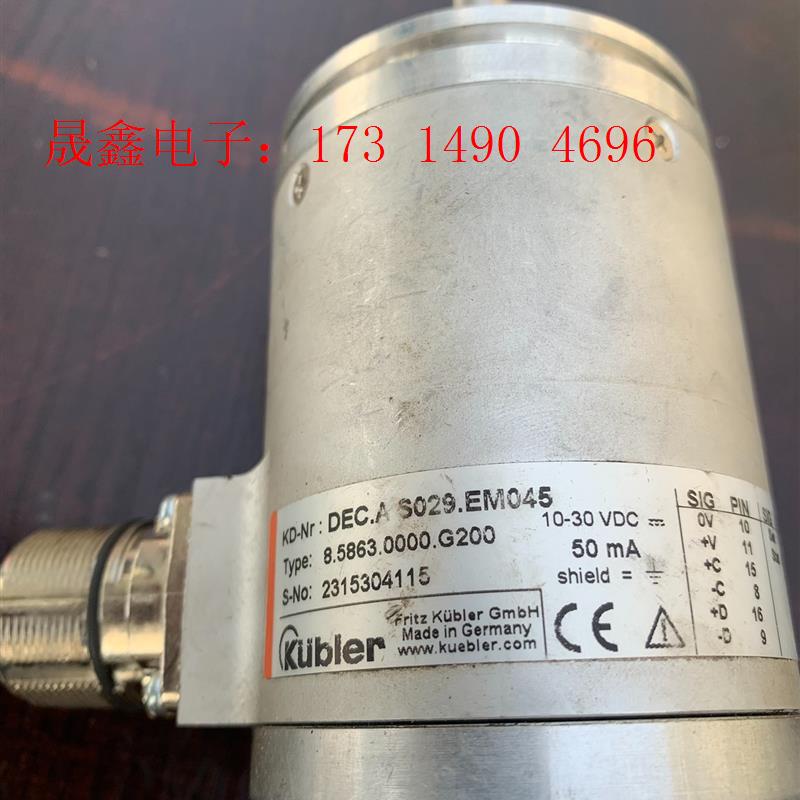 晟鑫电子：173 1490 4696
KD-Nr : DEC.A S029.EM045
Type: 8.5863.0000.G200
S-No: 2315304115
10-30 VDC
50 mA
shield =
Kübler
Fritz Kübler GmbH
Made in Germany
www.kuebler.com
CE
SIG PIN
0V 10
+V 11
+C 15
-C 8
+D 16
-D 9